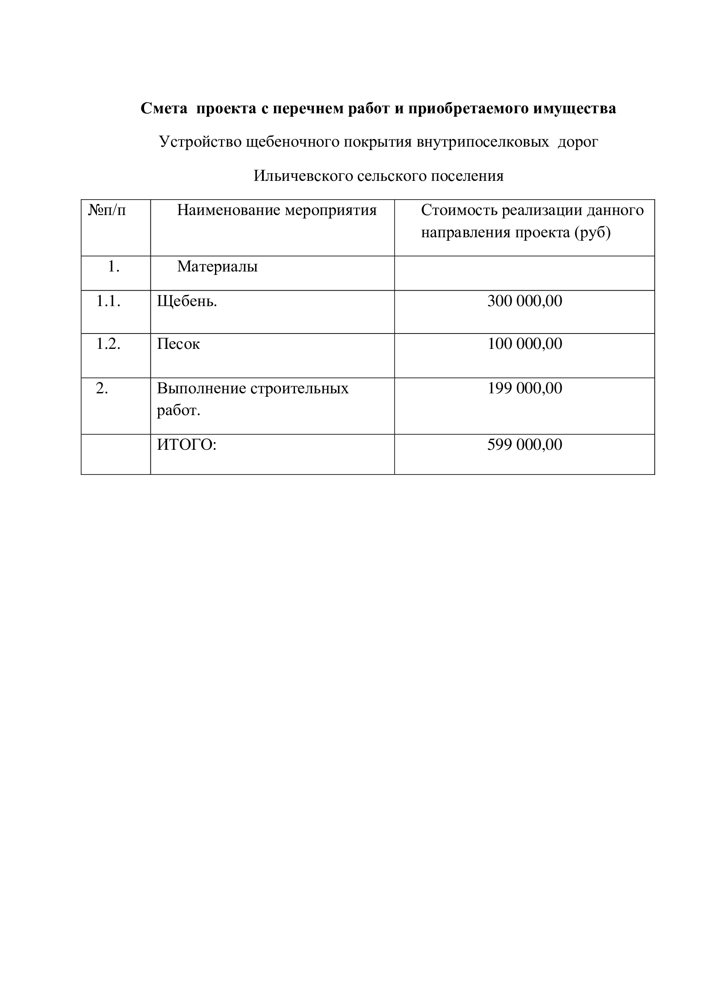 Смета проекта с перечнем работ и приобретаемого имущества
Устройство щебеночного покрытия внутрипоселковых дорог
Ильичевского сельского поселения
№п/п Наименование мероприятия Стоимость реализации данного
направления проекта (руб)
1. Материалы
1.1. Щебень. 300 000,00
1.2. Песок 100 000,00
2. Выполнение строительных 199 000,00
работ.
ИТОГО: 599 000,00